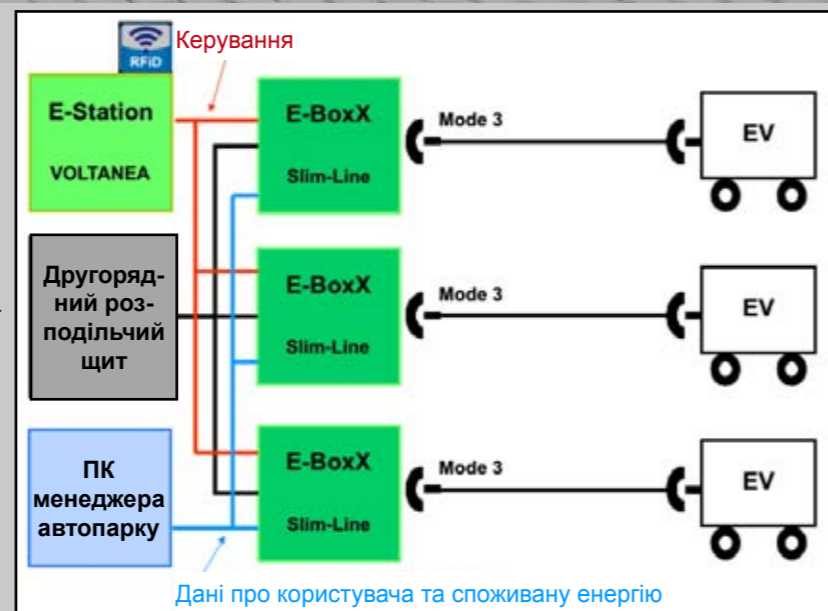 RFiD
Керування
E-Station
VOLTANEA
E-BoxX
Slim-Line
Mode 3
EV
Другоряд-
ний роз-
подільчий
щит
E-BoxX
Slim-Line
Mode 3
EV
ПК
менеджера
автопарку
E-BoxX
Slim-Line
Mode 3
EV
Дані про користувача та споживану енергію